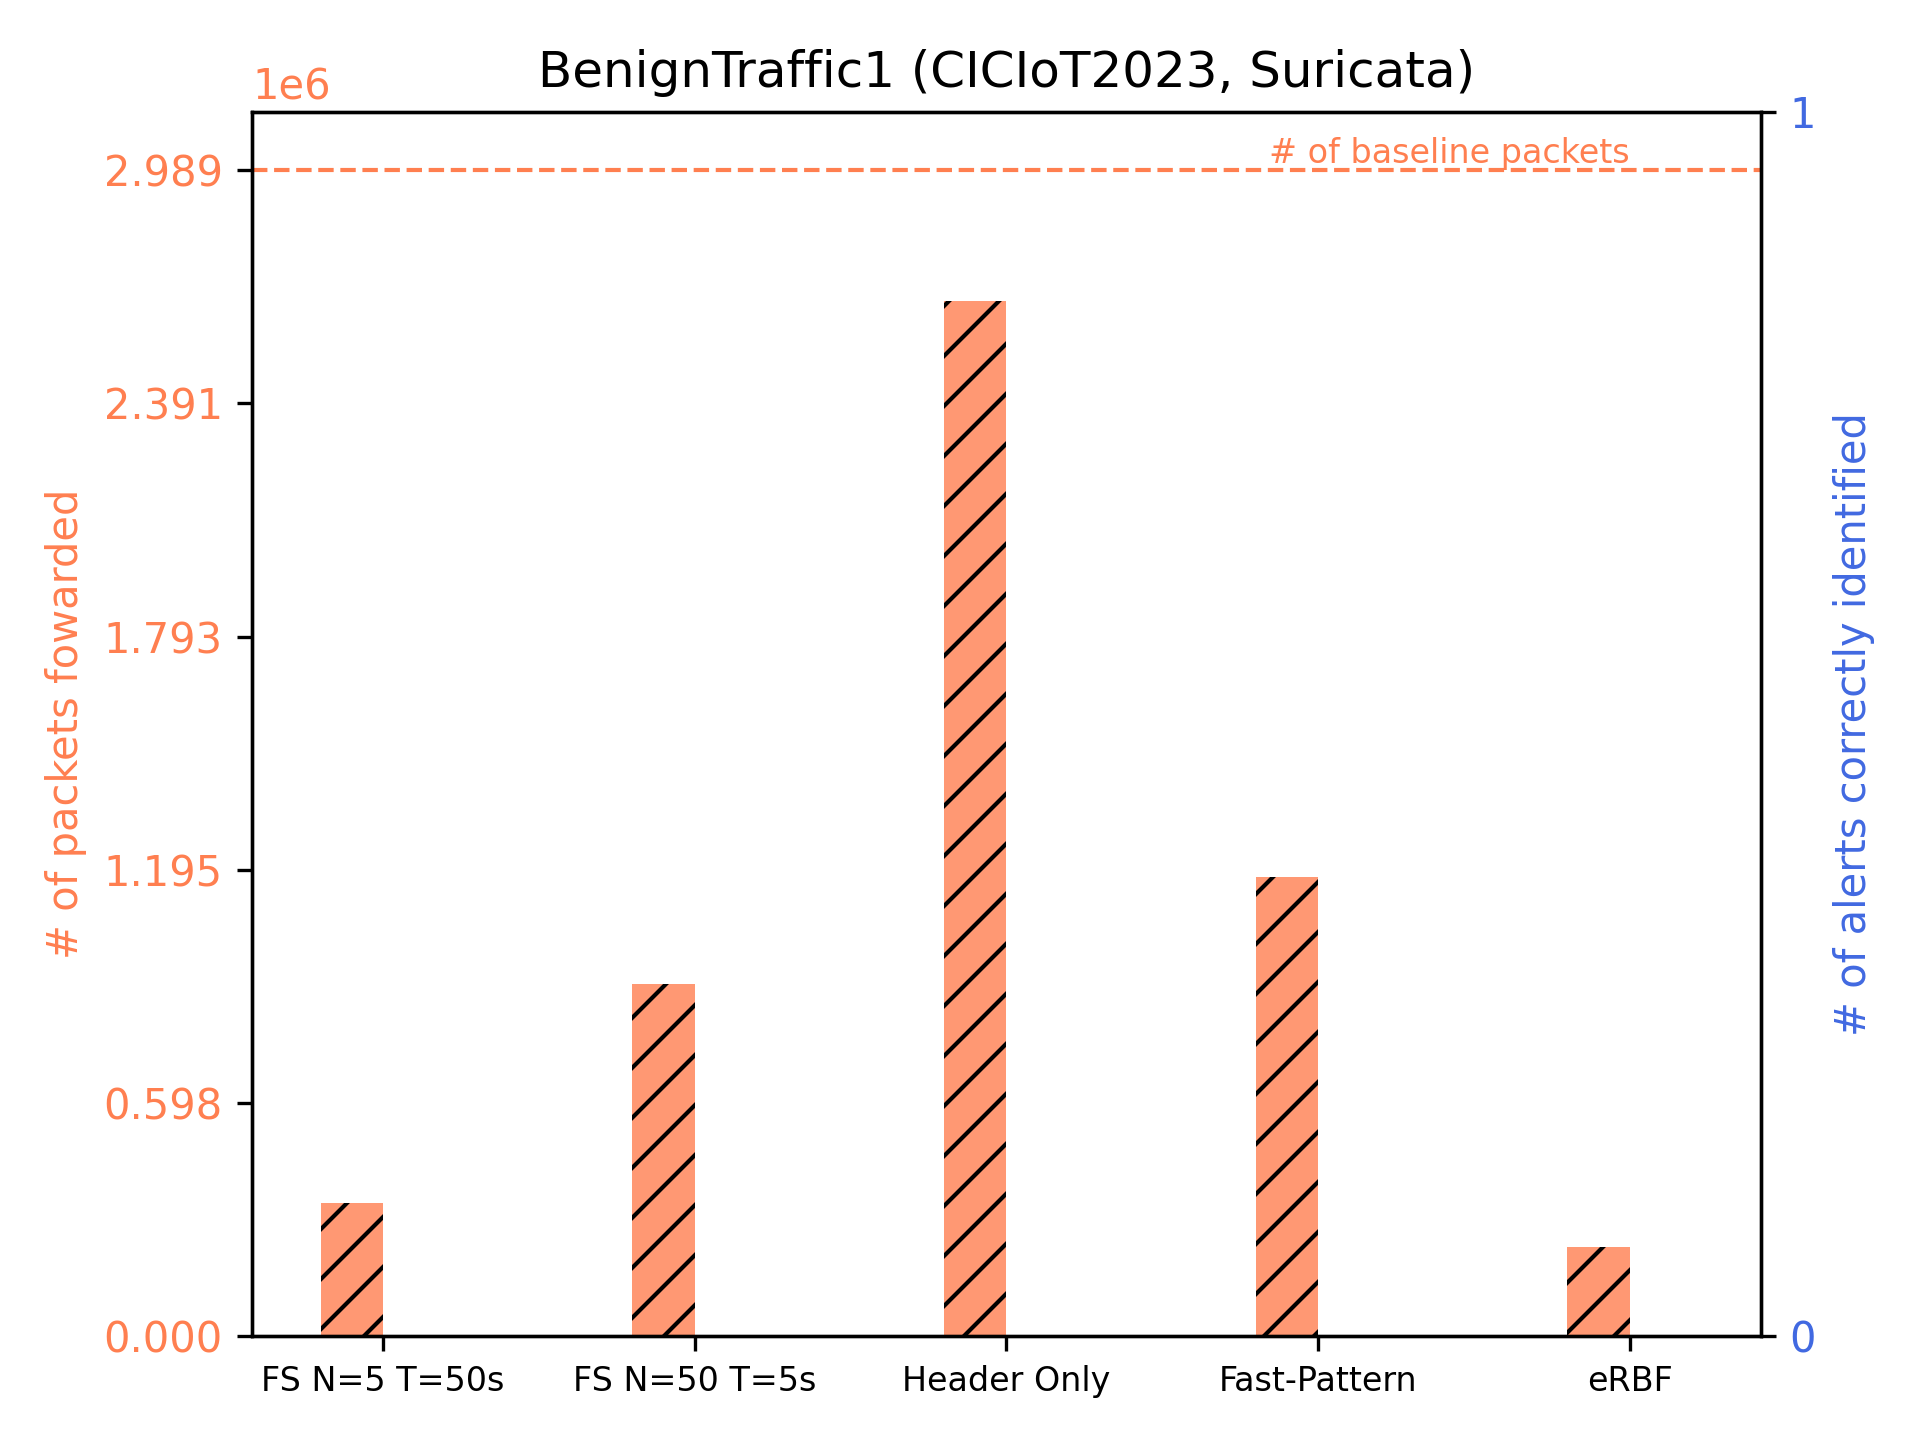 BenignTraffic1 (CICIoT2023, Suricata)
1e6
1
# of baseline packets
2.989
2.391
1.793
1.195
0.598
0.000
0
# of packets fowarded
# of alerts correctly identified
FS N=5 T=50s
FS N=50 T=5s
Header Only
Fast-Pattern
eRBF